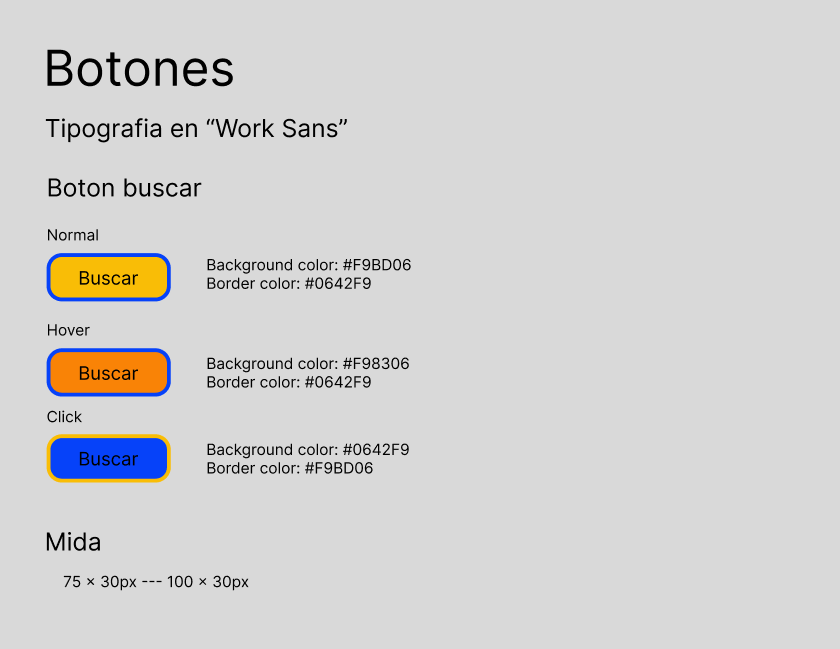 Botones
Tipografia en “Work Sans”
Boton buscar
Normal
Buscar
Background color: #F9BD06
Border color: #0642F9
Hover
Buscar
Background color: #F98306
Border color: #0642F9
Click
Buscar
Background color: #0642F9
Border color: #F9BD06
Mida
75 × 30px --- 100 × 30px